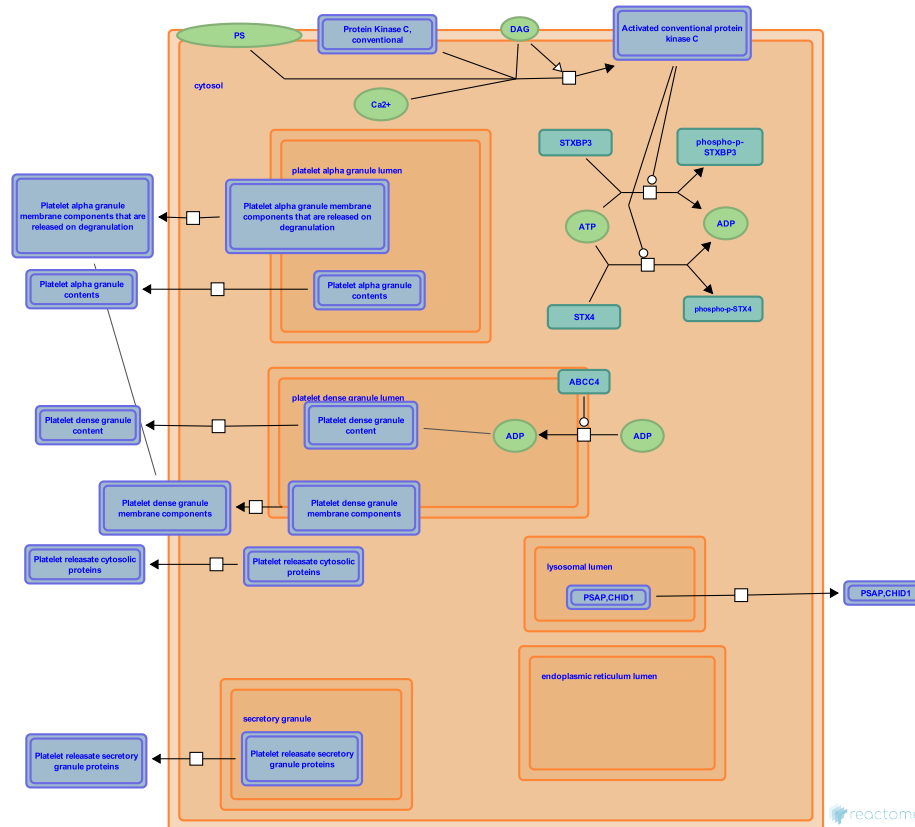 PS
Protein Kinase C,
conventional
DAG
Activated conventional protein
kinase C
cytosol
Ca2+
STXBP3
phospho-p-
STXBP3
platelet alpha granule lumen
Platelet alpha granule
membrane components that are
released on degranulation
Platelet alpha granule membrane
components that are released on
degranulation
ATP
ADP
Platelet alpha granule
contents
Platelet alpha granule
contents
STX4
phospho-p-STX4
ABCC4
platelet dense granule lumen
Platelet dense granule
content
Platelet dense granule
content
ADP
ADP
Platelet dense granule
membrane components
Platelet dense granule
membrane components
Platelet releasate cytosolic
proteins
Platelet releasate cytosolic
proteins
lysosomal lumen
PSAP,CHID1
PSAP,CHID1
endoplasmic reticulum lumen
secretory granule
Platelet releasate secretory
granule proteins
Platelet releasate secretory
granule proteins